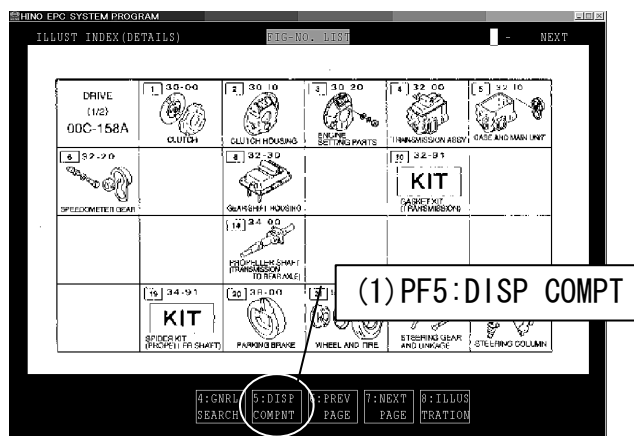 HINO EPC SYSTEM PROGRAM
ILLUST INDEX(DETAILS) FIG-NO. LIST - NEXT
DRIVE
(1/2)
00C-158A
1 30-00
CLUTCH
2 30 10
CLUTCH HOUSING
3 30 20
ENGINE
SETTING PARTS
4 32 00
TRANSMISSION ASSY
5 32 10
CASE AND MAIN UNIT
6 32-20
SPEEDOMETER GEAR
8 32-30
GEARSHIFT HOUSING
10 32-91
KIT
GASKET KIT
(TRANSMISSION)
14 34 00
PROPELLER SHAFT
(TRANSMISSION
TO REAR AXLE)
(1)PF5:DISP COMPT
19 34-91
KIT
SPIDER KIT
(PROPELLER SHAFT)
20 38-00
PARKING BRAKE
WHEEL AND TIRE
STEERING GEAR
AND LINKAGE
STEERING COLUMN
4:GNRL
SEARCH
5:DISP
COMPNT
6:PREV
PAGE
7:NEXT
PAGE
8:ILLUS
TRATION